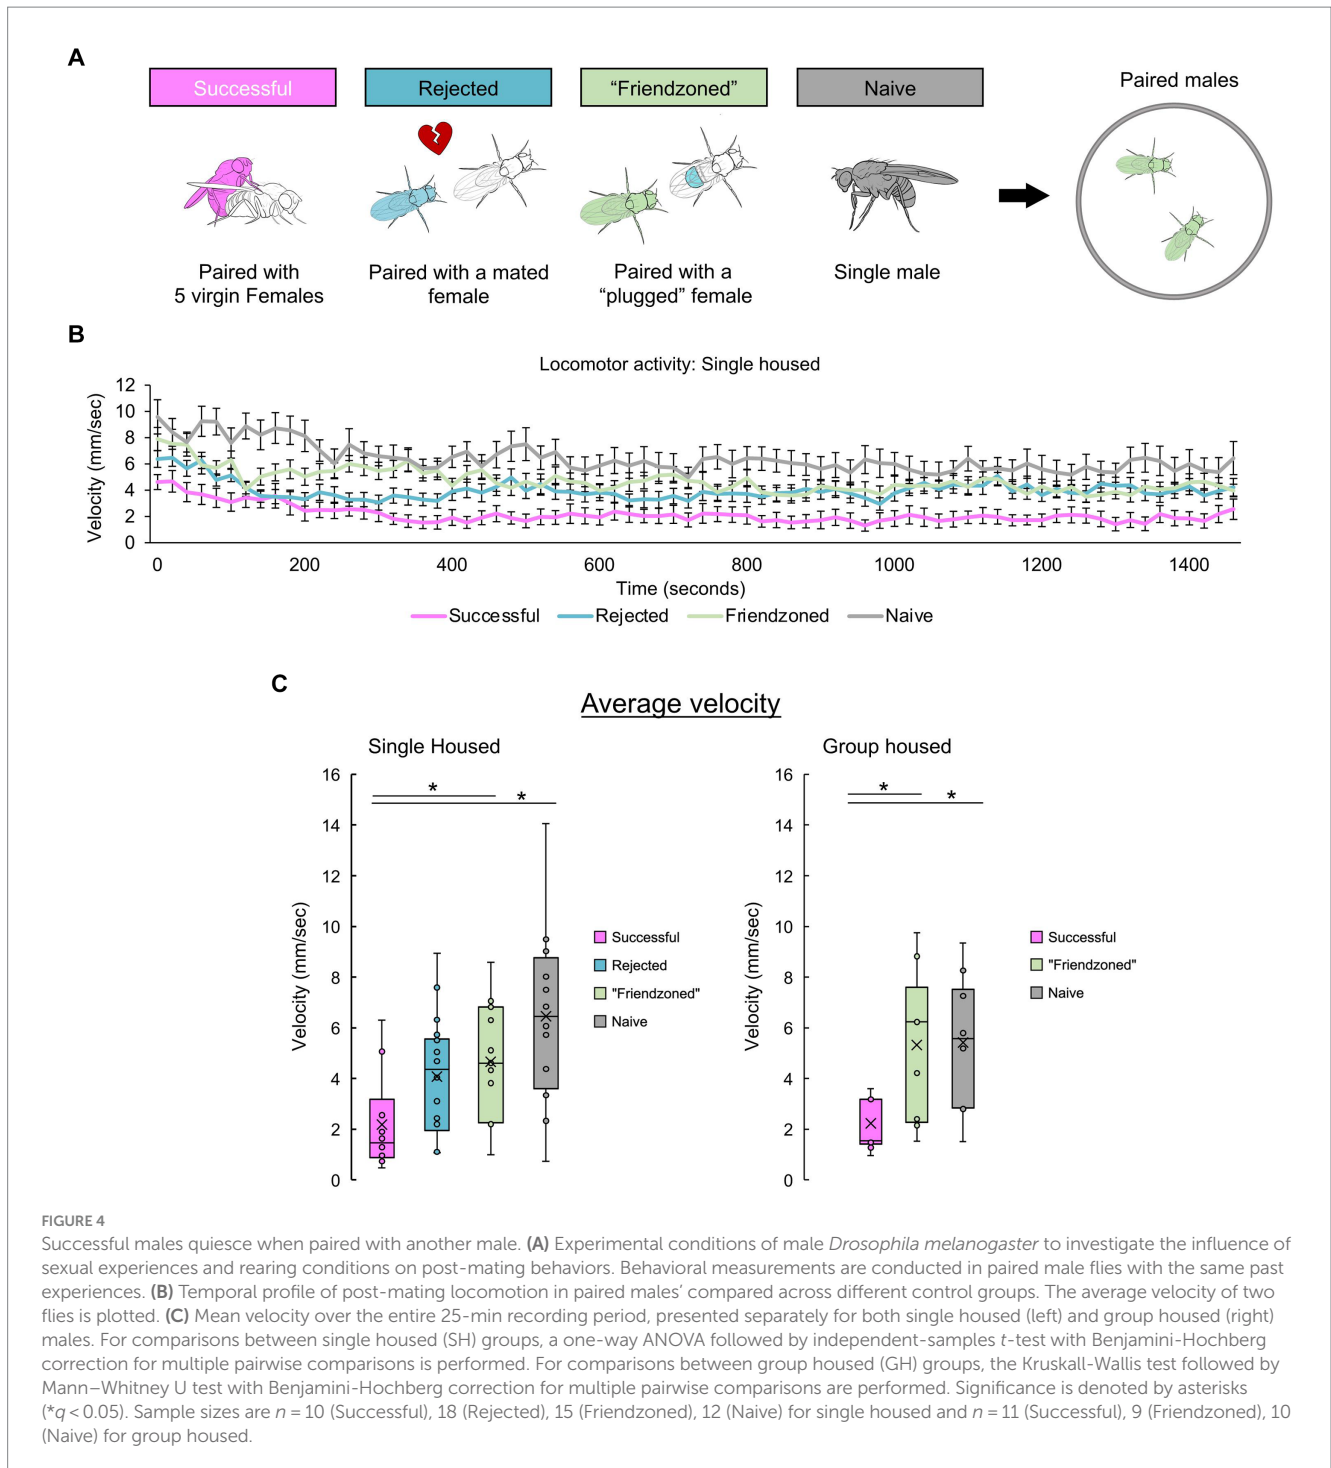 A
Successful
Rejected
“Friendzoned”
Naive
Paired males
Paired with
5 virgin Females
Paired with a mated
female
Paired with a
“plugged” female
Single male
B
Locomotor activity: Single housed
Velocity (mm/sec)
12
10
8
6
4
2
0
0
200
400
600
800
1000
1200
1400
Time (seconds)
Successful
Rejected
Friendzoned
Naive
C
Average velocity
Single Housed
Velocity (mm/sec)
16
14
12
10
8
6
4
2
0
*
*
Successful
Rejected
"Friendzoned"
Naive
Group housed
Velocity (mm/sec)
16
14
12
10
8
6
4
2
0
*
*
Successful
"Friendzoned"
Naive
FIGURE 4
Successful males quiesce when paired with another male. (A) Experimental conditions of male Drosophila melanogaster to investigate the influence of
sexual experiences and rearing conditions on post-mating behaviors. Behavioral measurements are conducted in paired male flies with the same past
experiences. (B) Temporal profile of post-mating locomotion in paired males’ compared across different control groups. The average velocity of two
flies is plotted. (C) Mean velocity over the entire 25-min recording period, presented separately for both single housed (left) and group housed (right)
males. For comparisons between single housed (SH) groups, a one-way ANOVA followed by independent-samples t-test with Benjamini-Hochberg
correction for multiple pairwise comparisons is performed. For comparisons between group housed (GH) groups, the Kruskall-Wallis test followed by
Mann–Whitney U test with Benjamini-Hochberg correction for multiple pairwise comparisons are performed. Significance is denoted by asterisks
(*q < 0.05). Sample sizes are n = 10 (Successful), 18 (Rejected), 15 (Friendzoned), 12 (Naive) for single housed and n = 11 (Successful), 9 (Friendzoned), 10
(Naive) for group housed.